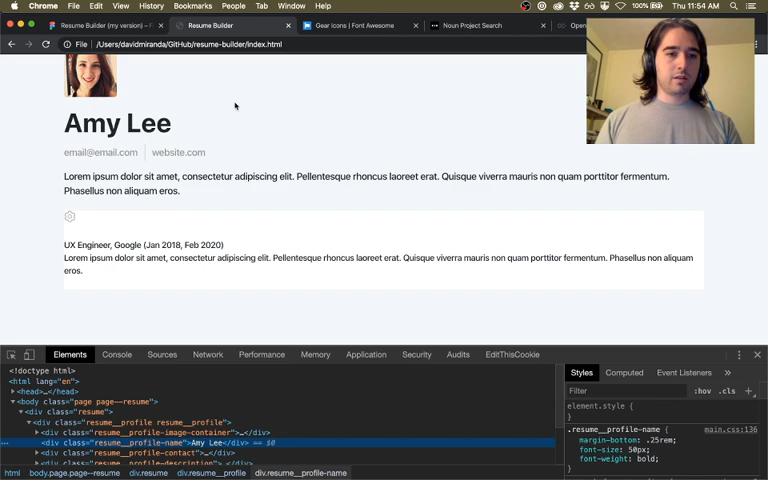 Chrome File Edit View History Bookmarks People Tab Window Help 100% Thu 11:54 AM
Resume Builder (my version) – F
Resume Builder
Gear Icons | Font Awesome
Noun Project Search
Open
File | /Users/davidmiranda/GitHub/resume-builder/index.html
Amy Lee
email@email.com website.com
Lorem ipsum dolor sit amet, consectetur adipiscing elit. Pellentesque rhoncus laoreet erat. Quisque viverra mauris non quam porttitor fermentum.
Phasellus non aliquam eros.
UX Engineer, Google (Jan 2018, Feb 2020)
Lorem ipsum dolor sit amet, consectetur adipiscing elit. Pellentesque rhoncus laoreet erat. Quisque viverra mauris non quam porttitor fermentum. Phasellus non aliquam
eros.
Elements Console Sources Network Performance Memory Application Security Audits EditThisCookie
<!doctype html>
<html lang="en">
<head>…</head>
<body class="page page--resume">
<div class="resume">
<div class="resume__profile resume__profile">
<div class="resume__profile-image-container">…</div>
<div class="resume__profile-name">Amy Lee</div> == $0
<div class="resume__profile-contact">…</div>
<div class="resume__profile-description">…</div>
html body.page.page--resume div.resume div.resume__profile div.resume__profile-name
Styles Computed Event Listeners »
Filter :hov .cls +
element.style {
}
.resume__profile-name { main.css:136
margin-bottom: .25rem;
font-size: 50px;
font-weight: bold;
}